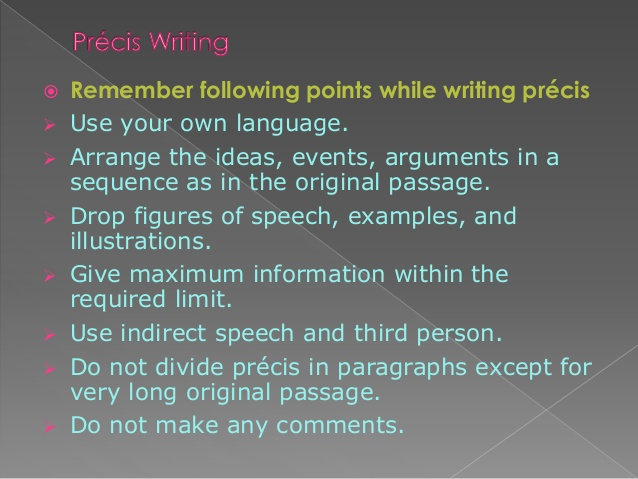 Précis Writing
Remember following points while writing précis
Use your own language.
Arrange the ideas, events, arguments in a
sequence as in the original passage.
Drop figures of speech, examples, and
illustrations.
Give maximum information within the
required limit.
Use indirect speech and third person.
Do not divide précis in paragraphs except for
very long original passage.
Do not make any comments.